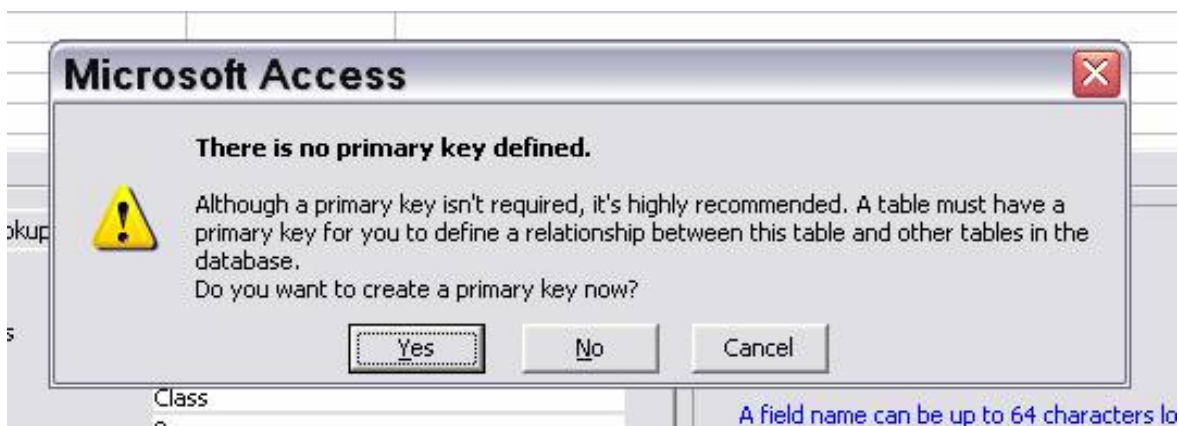 Microsoft Access
There is no primary key defined.
Although a primary key isn't required, it's highly recommended. A table must have a
primary key for you to define a relationship between this table and other tables in the
database.
Do you want to create a primary key now?
Yes No Cancel
Class
A field name can be up to 64 characters